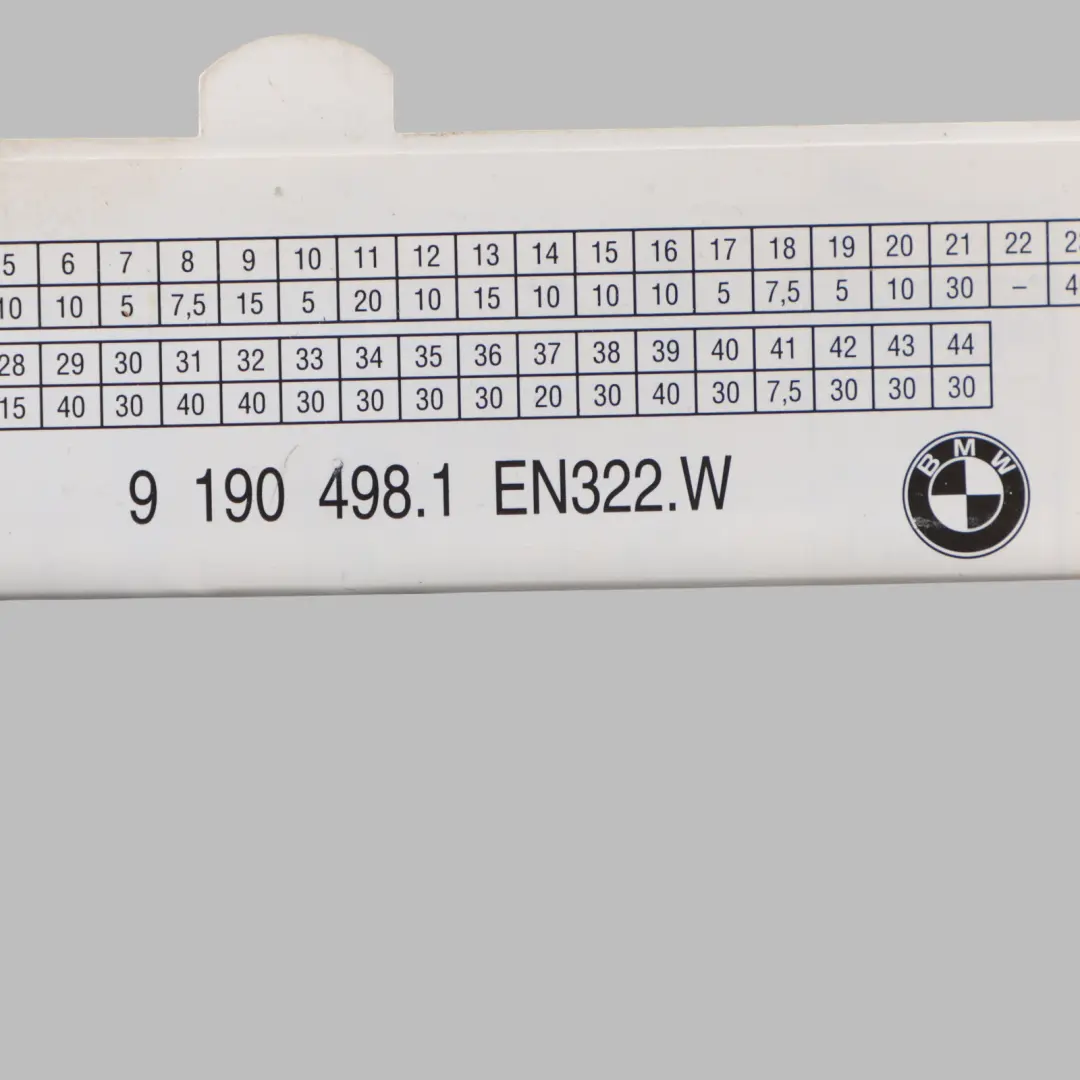 5 6 7 8 9 10 11 12 13 14 15 16 17 18 19 20 21 22
10 10 5 7,5 15 5 20 10 15 10 10 10 5 7,5 5 10 30 – 4
28 29 30 31 32 33 34 35 36 37 38 39 40 41 42 43 44
15 40 30 40 40 30 30 30 30 20 30 40 30 7,5 30 30 30
9 190 498.1 EN322.W
BMW